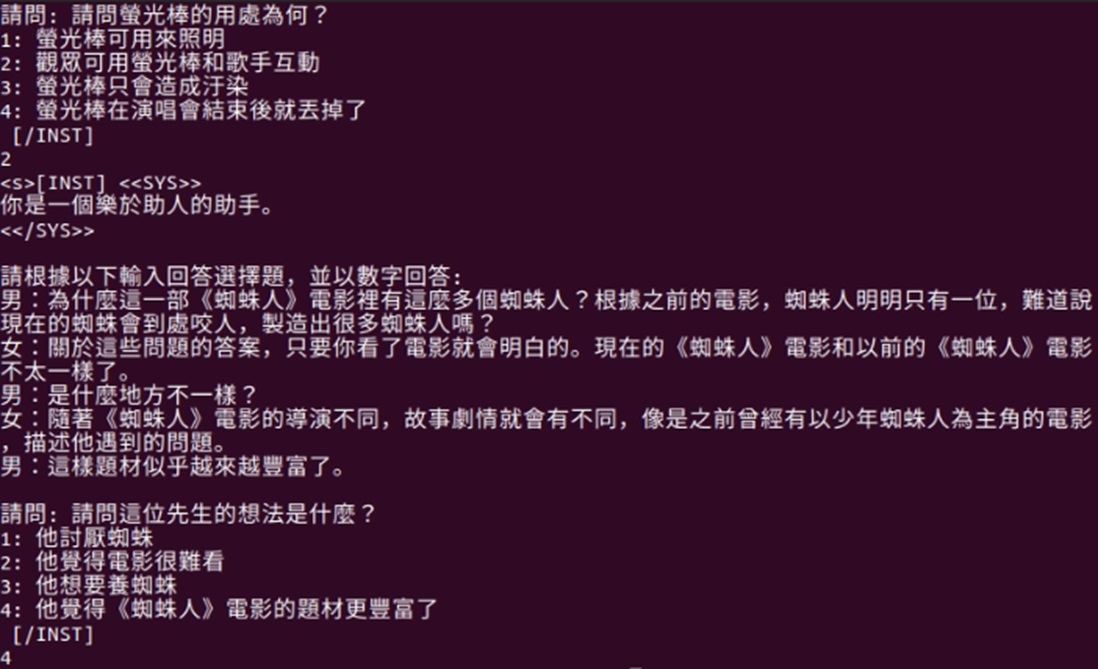 請問: 請問螢光棒的用處為何？
1: 螢光棒可用來照明
2: 觀眾可用螢光棒和歌手互動
3: 螢光棒只會造成汙染
4: 螢光棒在演唱會結束後就丟掉了
[/INST]
2
<s>[INST] <<SYS>>
你是一個樂於助人的助手。
<</SYS>>
請根據以下輸入回答選擇題，並以數字回答:
男：為什麼這一部《蜘蛛人》電影裡有這麼多個蜘蛛人？根據之前的電影，蜘蛛人明明只有一位，難道說
現在的蜘蛛會到處咬人，製造出很多蜘蛛人嗎？
女：關於這些問題的答案，只要你看了電影就會明白的。現在的《蜘蛛人》電影和以前的《蜘蛛人》電影
不太一樣了。
男：是什麼地方不一樣？
女：隨著《蜘蛛人》電影的導演不同，故事劇情就會有不同，像是之前曾經有以少年蜘蛛人為主角的電影
，描述他遇到的問題。
男：這樣題材似乎越來越豐富了。
請問: 請問這位先生的想法是什麼？
1: 他討厭蜘蛛
2: 他覺得電影很難看
3: 他想要養蜘蛛
4: 他覺得《蜘蛛人》電影的題材更豐富了
[/INST]
4